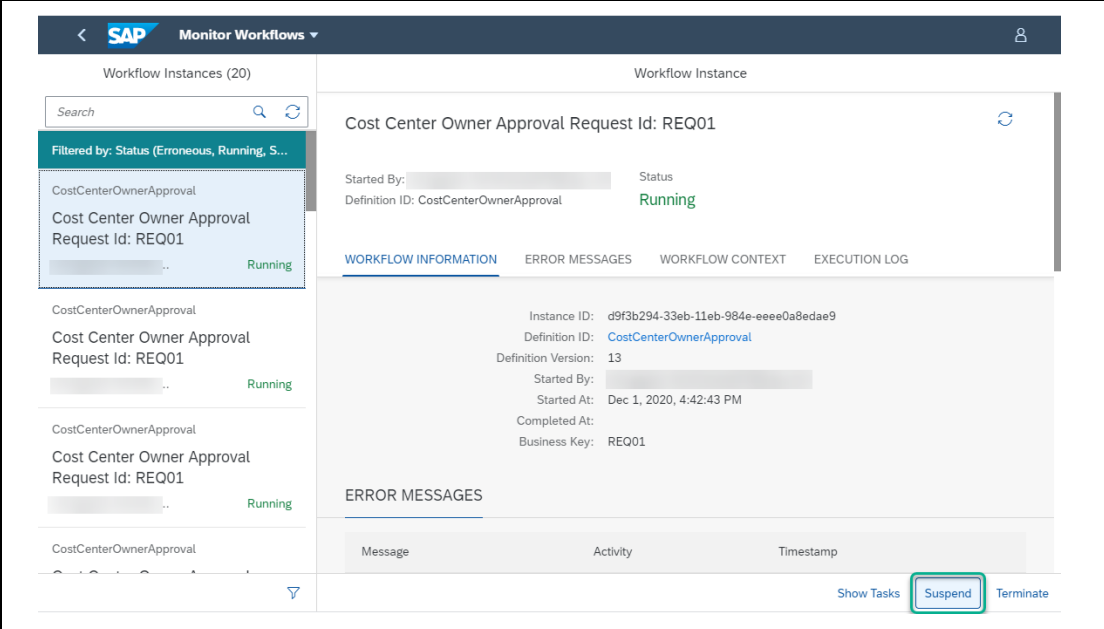 SAP Monitor Workflows
Workflow Instances (20)
Search
Filtered by: Status (Erroneous, Running, S...
CostCenterOwnerApproval
Cost Center Owner Approval
Request Id: REQ01
.. Running
CostCenterOwnerApproval
Cost Center Owner Approval
Request Id: REQ01
.. Running
CostCenterOwnerApproval
Cost Center Owner Approval
Request Id: REQ01
.. Running
CostCenterOwnerApproval
Workflow Instance
Cost Center Owner Approval Request Id: REQ01
Started By:
Definition ID: CostCenterOwnerApproval
Status
Running
WORKFLOW INFORMATION ERROR MESSAGES WORKFLOW CONTEXT EXECUTION LOG
Instance ID: d9f3b294-33eb-11eb-984e-eeee0a8edae9
Definition ID: CostCenterOwnerApproval
Definition Version: 13
Started By:
Started At: Dec 1, 2020, 4:42:43 PM
Completed At:
Business Key: REQ01
ERROR MESSAGES
Message Activity Timestamp
Show Tasks Suspend Terminate